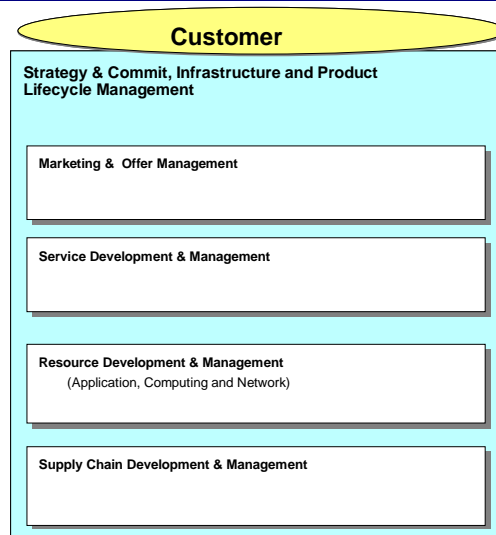 Customer
Strategy & Commit, Infrastructure and Product
Lifecycle Management
Marketing & Offer Management
Service Development & Management
Resource Development & Management
(Application, Computing and Network)
Supply Chain Development & Management